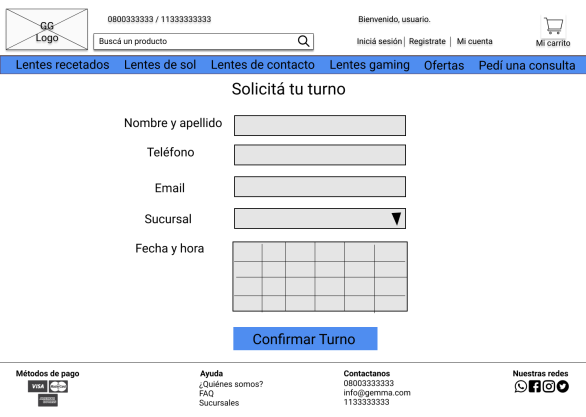 GG
Logo
0800333333 / 11333333333
Bienvenido, usuario.
Buscá un producto
Iniciá sesión | Registrate | Mi cuenta
Mi carrito
Lentes recetados Lentes de sol Lentes de contacto Lentes gaming Ofertas Pedí una consulta
Solicitá tu turno
Nombre y apellido
Teléfono
Email
Sucursal
Fecha y hora
Confirmar Turno
Métodos de pago
VISA
Ayuda
¿Quiénes somos?
FAQ
Sucursales
Contactanos
08003333333
info@gemma.com
1133333333
Nuestras redes